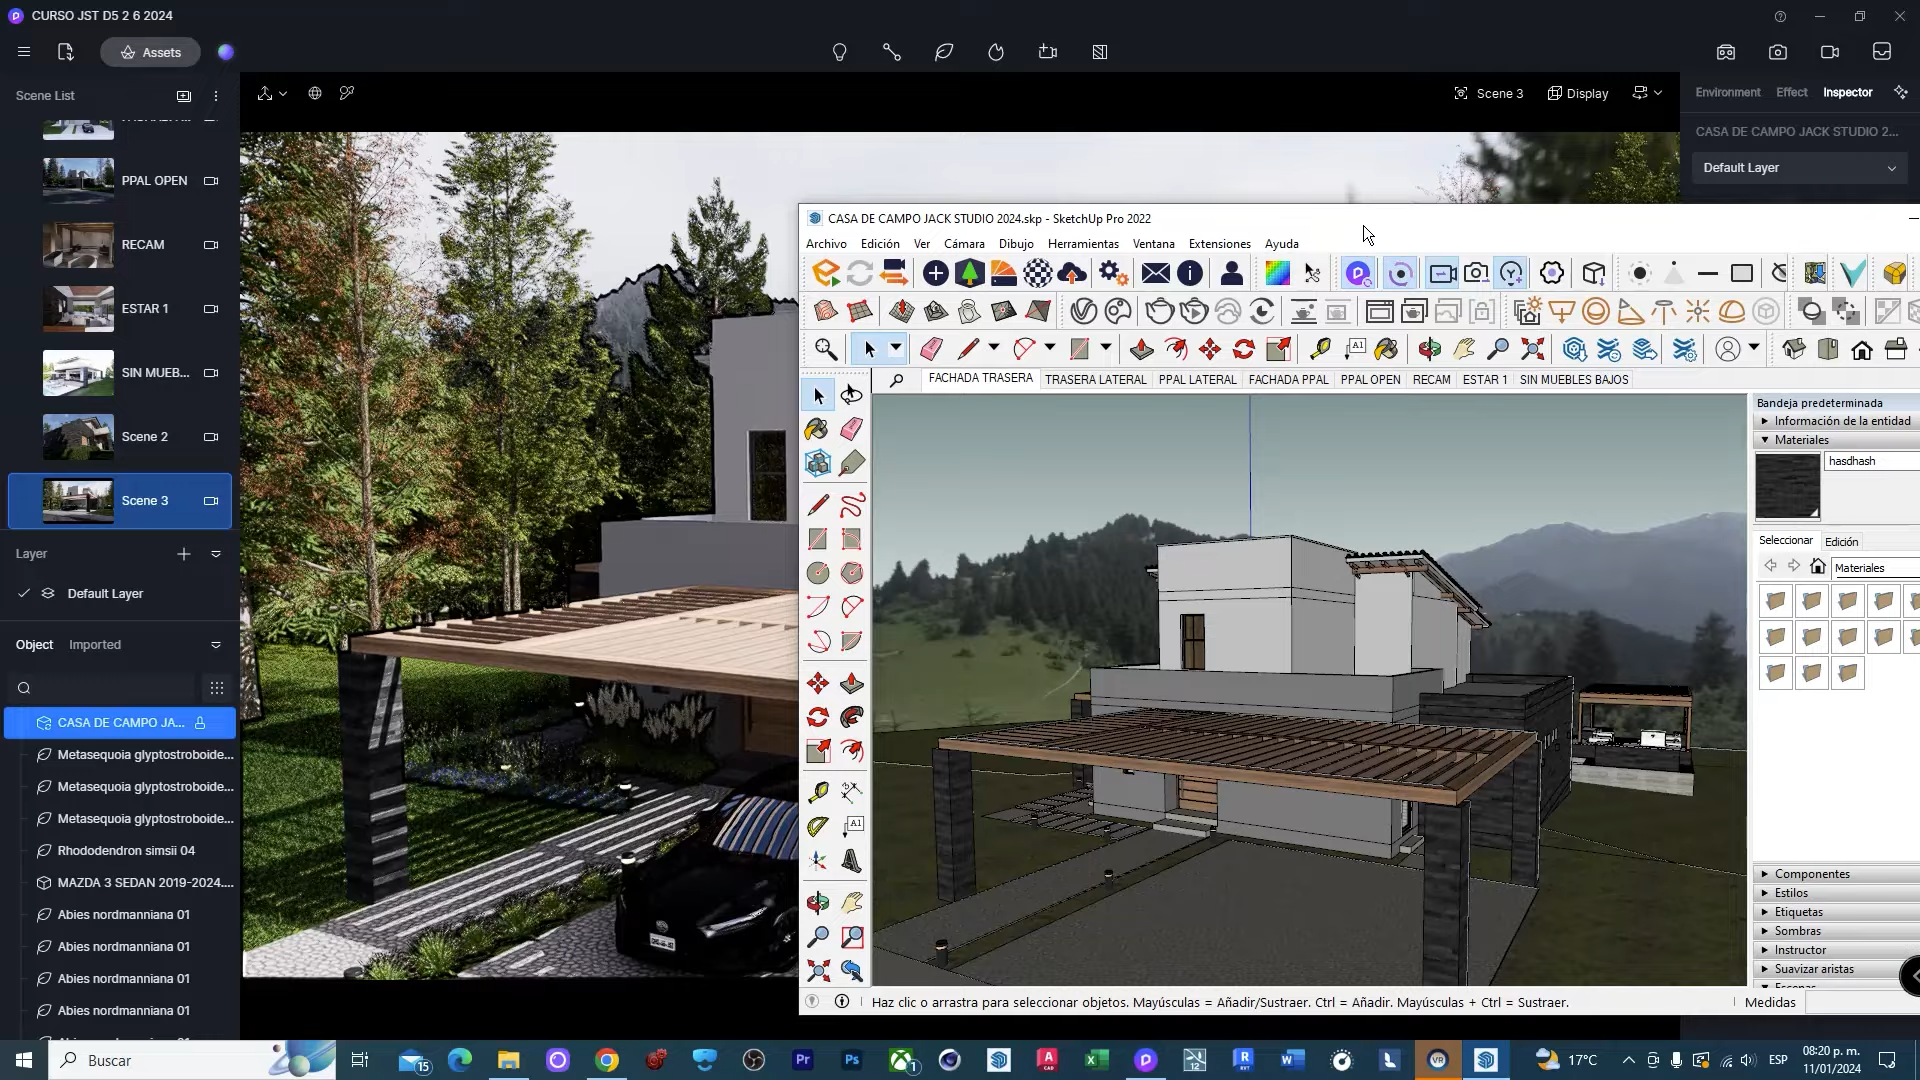 CURSO JST D5 2 6 2024
Assets
Scene List
Scene 3
Display
Environment
Effect
Inspector
CASA DE CAMPO JACK STUDIO 2...
Default Layer
PPAL OPEN
RECAM
ESTAR 1
SIN MUEB...
Scene 2
Scene 3
Layer
Default Layer
Object
Imported
CASA DE CAMPO JA...
Metasequoia glyptostroboide...
Metasequoia glyptostroboide...
Metasequoia glyptostroboide...
Rhododendron simsii 04
MAZDA 3 SEDAN 2019-2024....
Abies nordmanniana 01
Abies nordmanniana 01
Abies nordmanniana 01
Abies nordmanniana 01
CASA DE CAMPO JACK STUDIO 2024.skp - SketchUp Pro 2022
Archivo Edición Ver Cámara Dibujo Herramientas Ventana Extensiones Ayuda
FACHADA TRASERA TRASERA LATERAL PPAL LATERAL FACHADA PPAL PPAL OPEN RECAM ESTAR 1 SIN MUEBLES BAJOS
Bandeja predeterminada
Información de la entidad
Materiales
hasdhash
Seleccionar Edición
Materiales
Componentes
Estilos
Etiquetas
Sombras
Instructor
Suavizar aristas
Escenas
Haz clic o arrastra para seleccionar objetos. Mayúsculas = Añadir/Sustraer. Ctrl = Añadir. Mayúsculas + Ctrl = Sustraer.
Medidas
Buscar
15
17°C
ESP
08:20 p. m.
11/01/2024